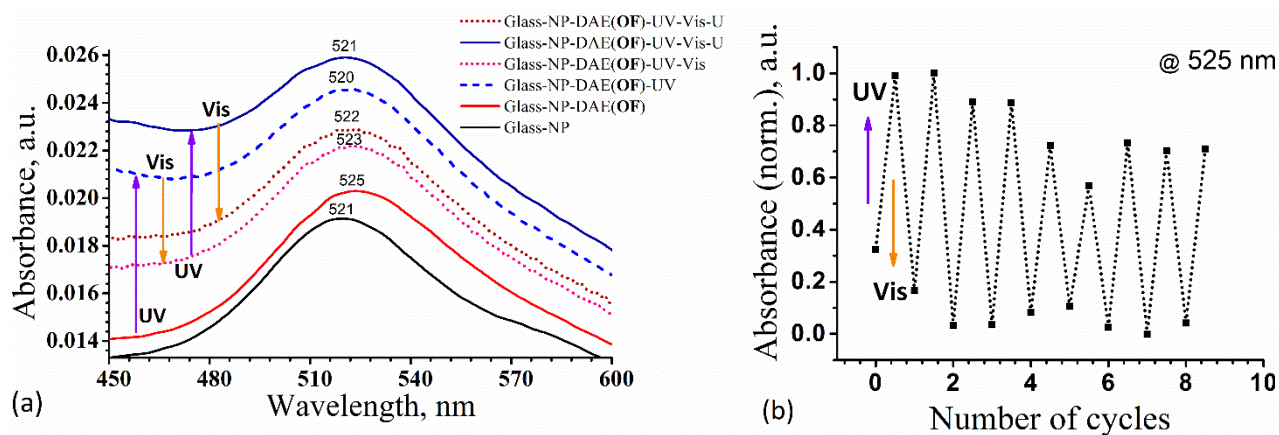 Glass-NP-DAE(OF)-UV-Vis-U
Glass-NP-DAE(OF)-UV-Vis-U
Glass-NP-DAE(OF)-UV-Vis
Glass-NP-DAE(OF)-UV
Glass-NP-DAE(OF)
Glass-NP
0.026
0.024
0.022
0.020
0.018
0.016
0.014
Absorbance, a.u.
521
520
522
523
525
521
Vis
Vis
UV
UV
450
480
510
540
570
600
Wavelength, nm
(a)
@ 525 nm
UV
Vis
1.0
0.8
0.6
0.4
0.2
0.0
Absorbance (norm.), a.u.
0
2
4
6
8
10
Number of cycles
(b)